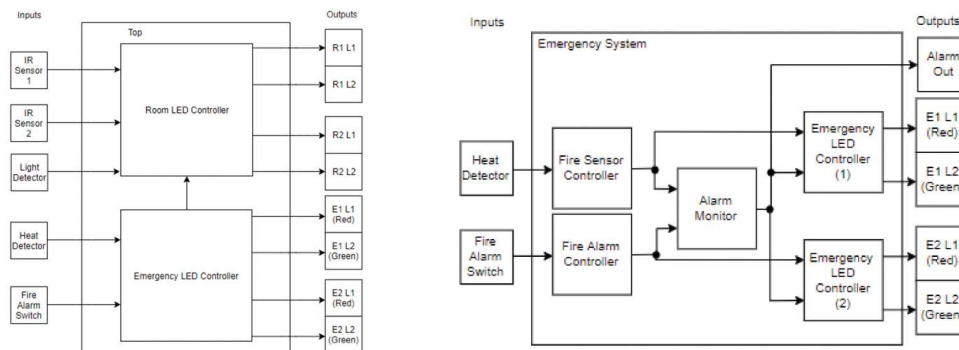 Inputs
Outputs
Top
IR
Sensor
1
IR
Sensor
2
Light
Detector
Heat
Detector
Fire
Alarm
Switch
Room LED Controller
Emergency LED Controller
R1 L1
R1 L2
R2 L1
R2 L2
E1 L1
(Red)
E1 L2
(Green)
E2 L1
(Red)
E2 L2
(Green)
Inputs
Outputs
Emergency System
Heat
Detector
Fire
Alarm
Switch
Fire Sensor
Controller
Fire Alarm
Controller
Alarm
Monitor
Emergency
LED
Controller
(1)
Emergency
LED
Controller
(2)
Alarm
Out
E1 L1
(Red)
E1 L2
(Green)
E2 L1
(Red)
E2 L2
(Green)